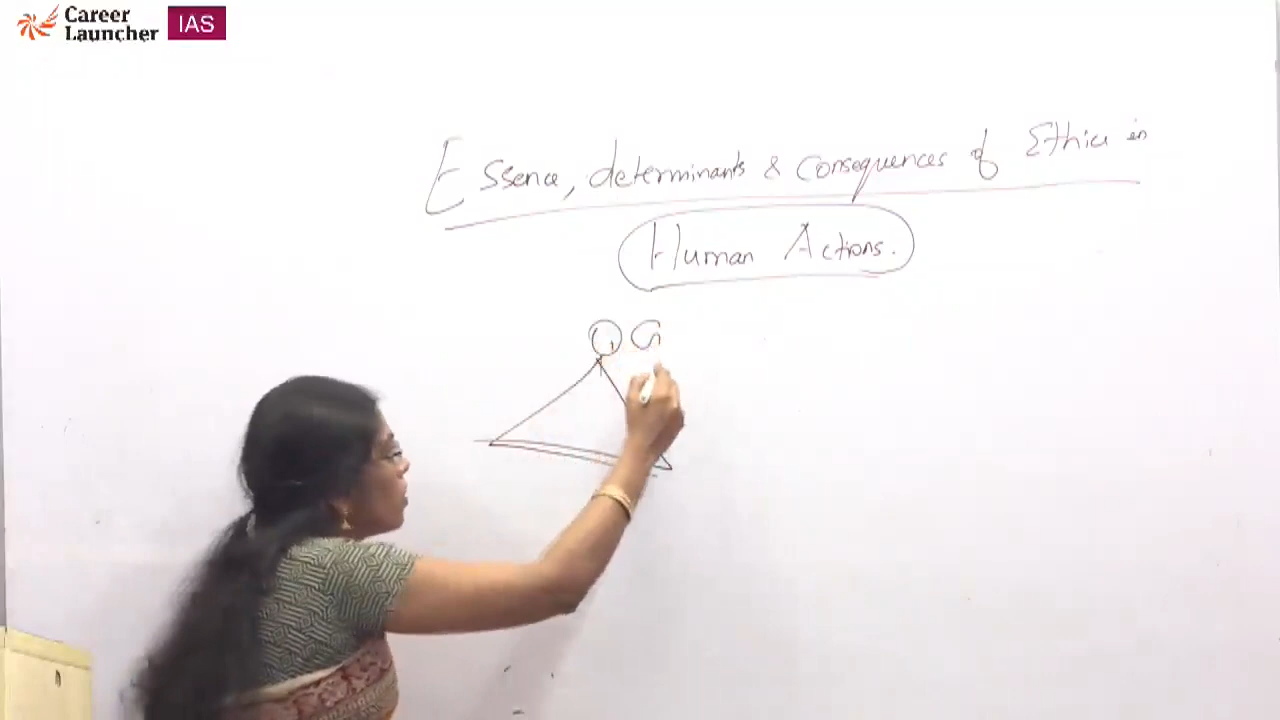 Career
Launcher
IAS
Essence, determinants & consequences of Ethics in
Human Actions.
G